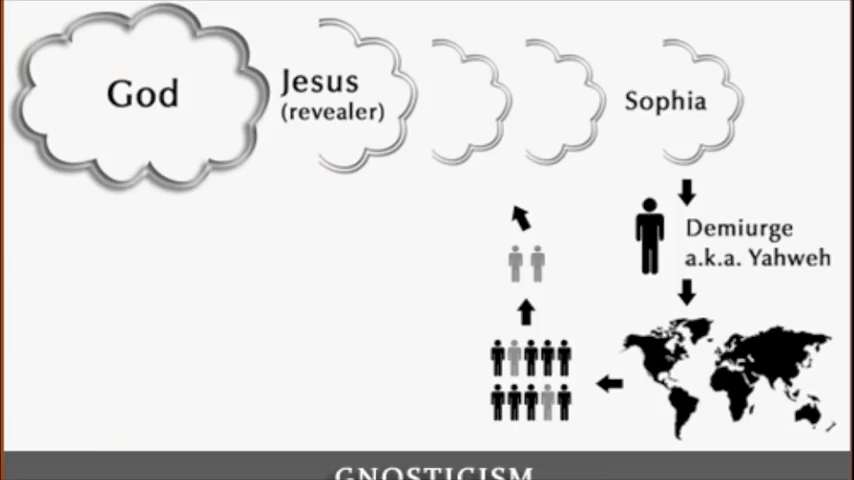 God
Jesus
(revealer)
Sophia
Demiurge
a.k.a. Yahweh
GNOSTICISM